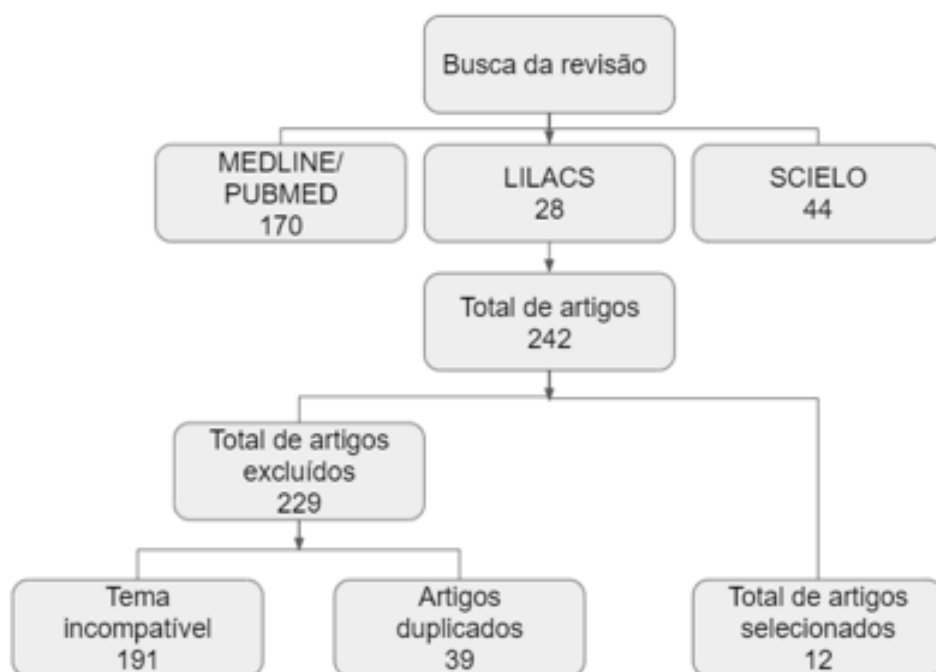 Busca da revisão
MEDLINE/
PUBMED
170
LILACS
28
SCIELO
44
Total de artigos
242
Total de artigos
excluídos
229
Tema
incompatível
191
Artigos
duplicados
39
Total de artigos
selecionados
12